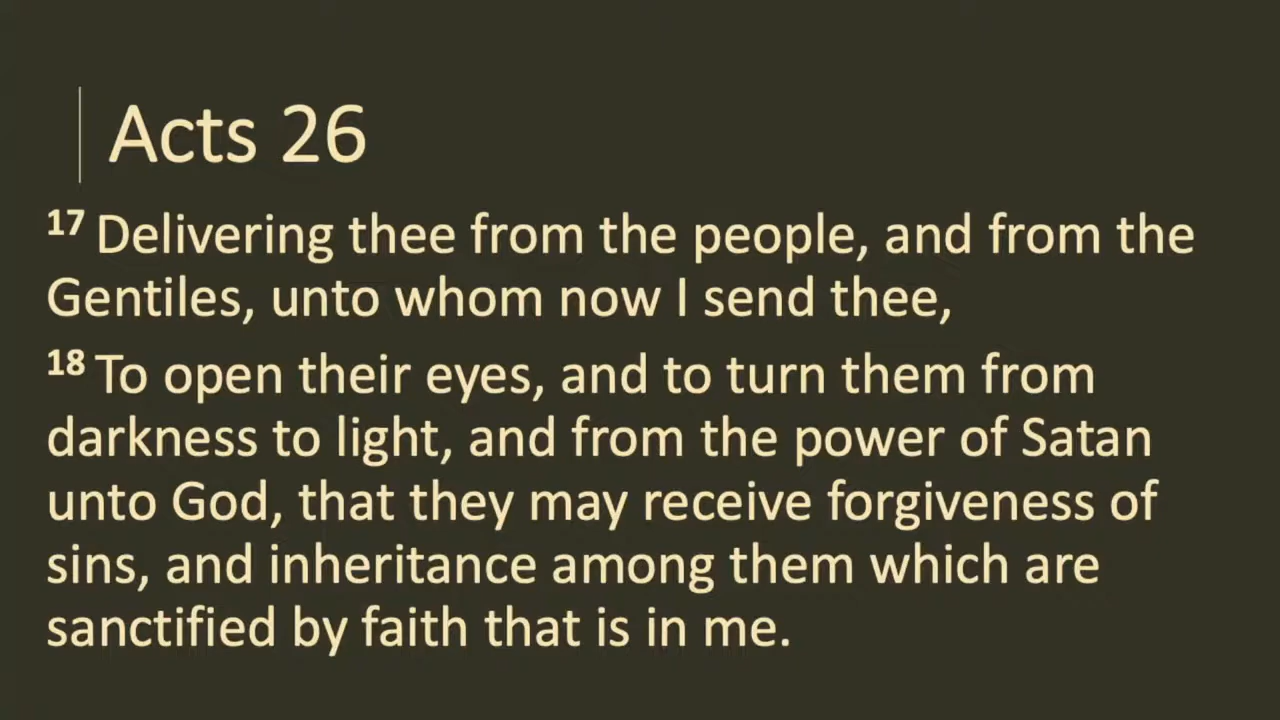 Acts 26
17 Delivering thee from the people, and from the
Gentiles, unto whom now I send thee,
18 To open their eyes, and to turn them from
darkness to light, and from the power of Satan
unto God, that they may receive forgiveness of
sins, and inheritance among them which are
sanctified by faith that is in me.